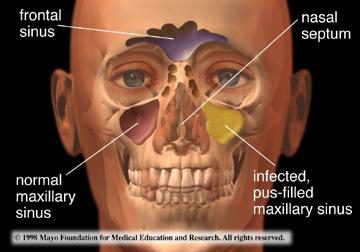 frontal
sinus
nasal
septum
normal
maxillary
sinus
infected,
pus-filled
maxillary sinus
© 1998 Mayo Foundation for Medical Education and Research. All rights reserved.